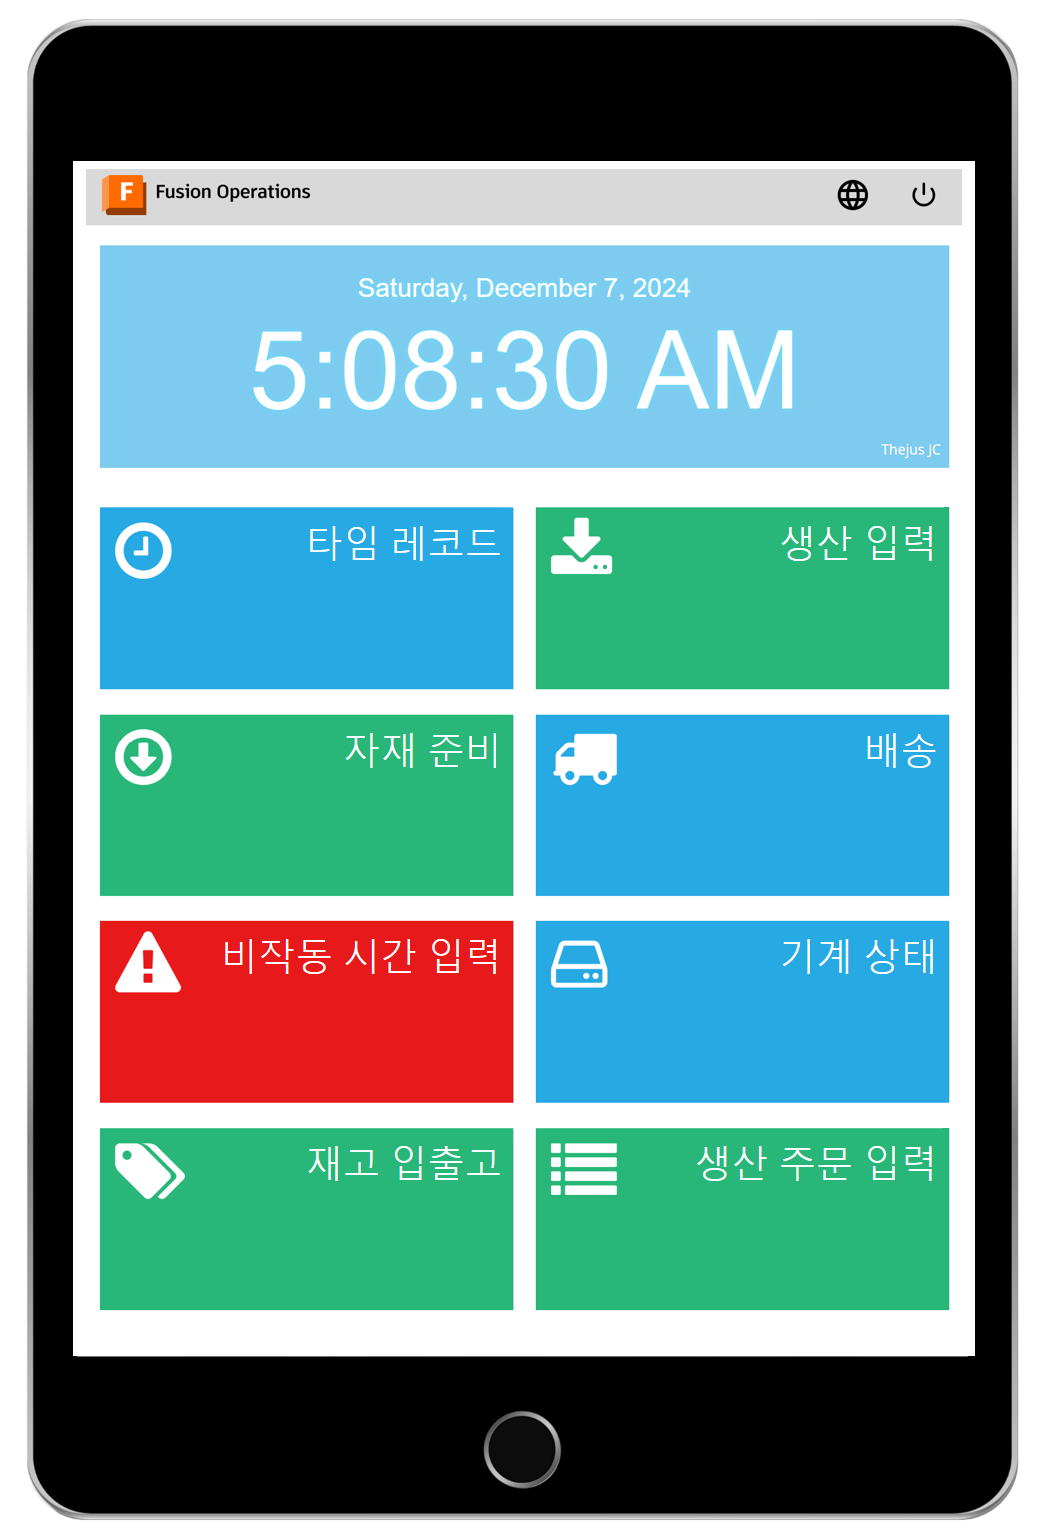 F Fusion Operations
Saturday, December 7, 2024
5:08:30 AM
Thejus JC
타임 레코드
생산 입력
자재 준비
배송
비작동 시간 입력
기계 상태
재고 입출고
생산 주문 입력